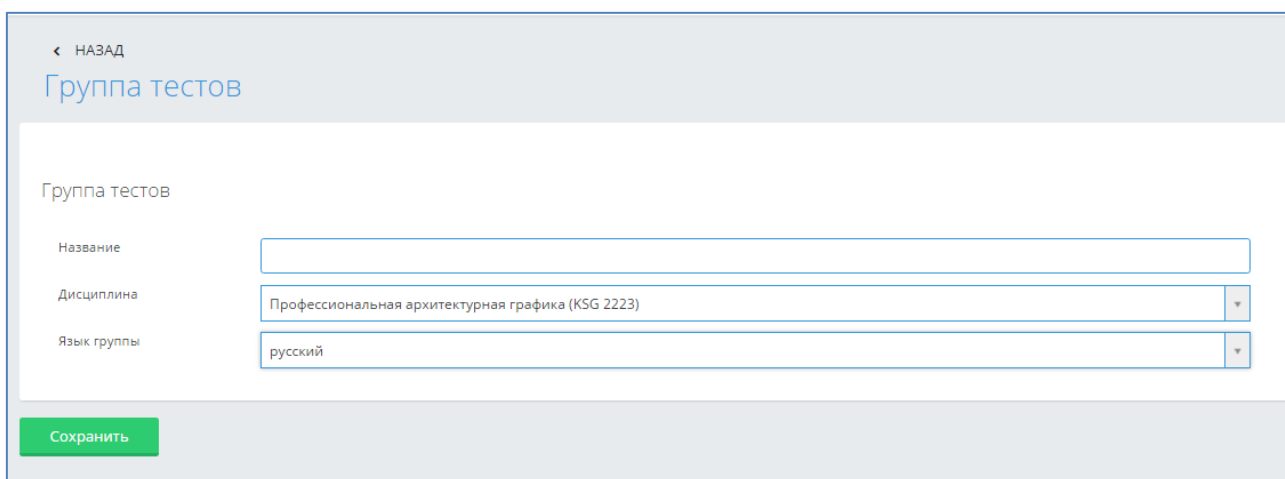 НАЗАД
Группа тестов
Группа тестов
Название
Дисциплина
Профессиональная архитектурная графика (KSG 2223)
Язык группы
русский
Сохранить